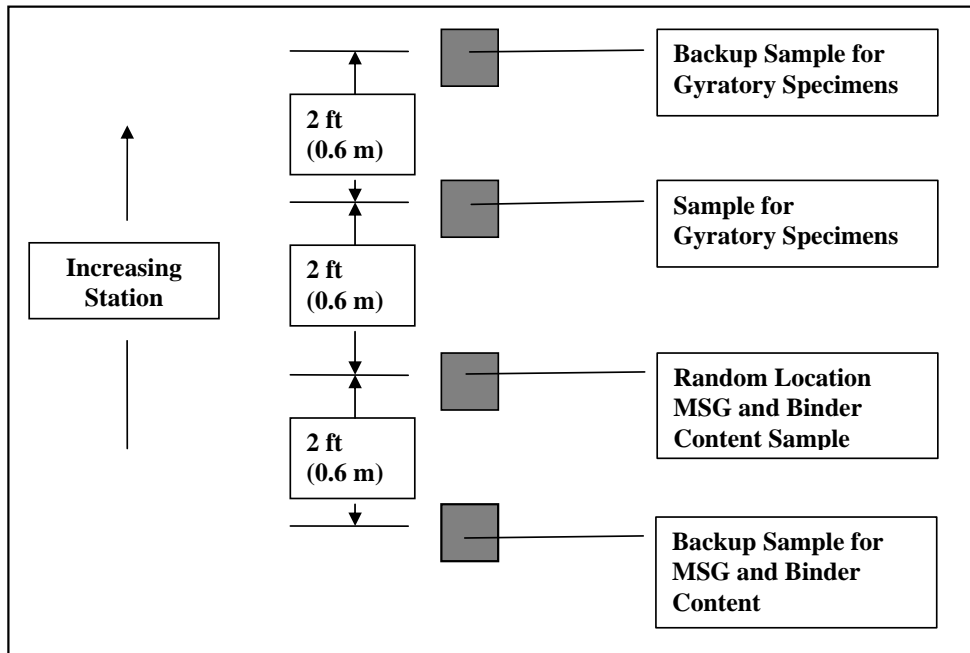 Backup Sample for
Gyratory Specimens
2 ft
(0.6 m)
Sample for
Gyratory Specimens
Increasing
Station
2 ft
(0.6 m)
Random Location
MSG and Binder
Content Sample
2 ft
(0.6 m)
Backup Sample for
MSG and Binder
Content